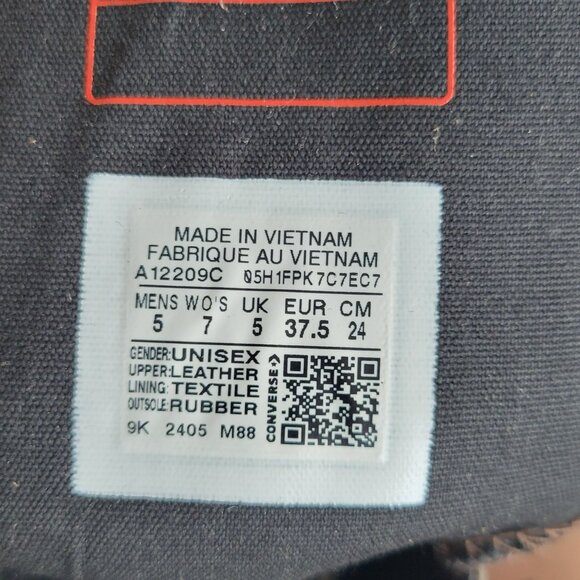 MADE IN VIETNAM
FABRIQUE AU VIETNAM
A12209C 05H1FPK7C7EC7
MENS WO'S UK EUR CM
5 7 5 37.5 24
GENDER:UNISEX
UPPER:LEATHER
LINING:TEXTILE
OUTSOLE:RUBBER
CONVERSE
9K 2405 M88